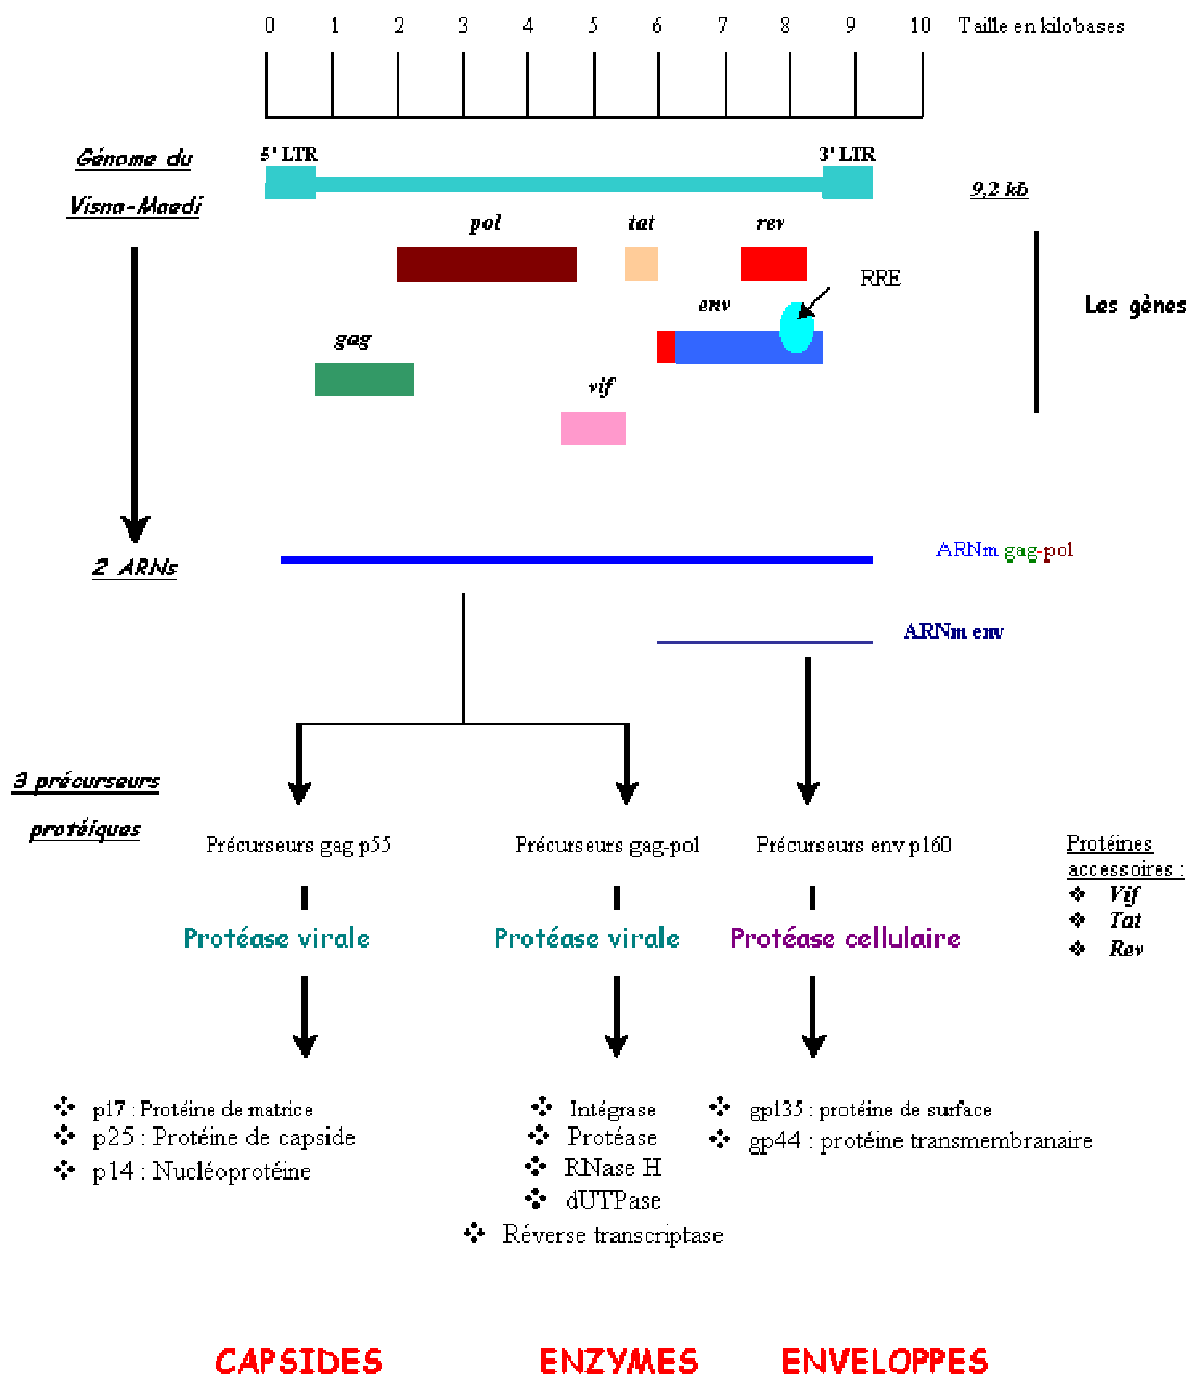 0 1 2 3 4 5 6 7 8 9 10 Taille en kilobases
Génome du
Visna-Maedi
5' LTR
3' LTR
9,2 kb
pol
tat
rev
RRE
env
Les gènes
gag
vif
2 ARNs
ARNm gag-pol
ARNm env
3 précurseurs
protéiques
Précurseurs gag p55
Précurseurs gag-pol
Précurseurs env p160
Protéines
accessoires :
❖ Vif
❖ Tat
❖ Rev
Protéase virale
Protéase virale
Protéase cellulaire
❖ p17 : Protéine de matrice
❖ p25 : Protéine de capside
❖ p14 : Nucléoprotéine
❖ Intégrase
❖ Protéase
❖ RNase H
❖ dUTPase
❖ Réverse transcriptase
❖ gp135 : protéine de surface
❖ gp44 : protéine transmembranaire
CAPSIDES
ENZYMES
ENVELOPPES